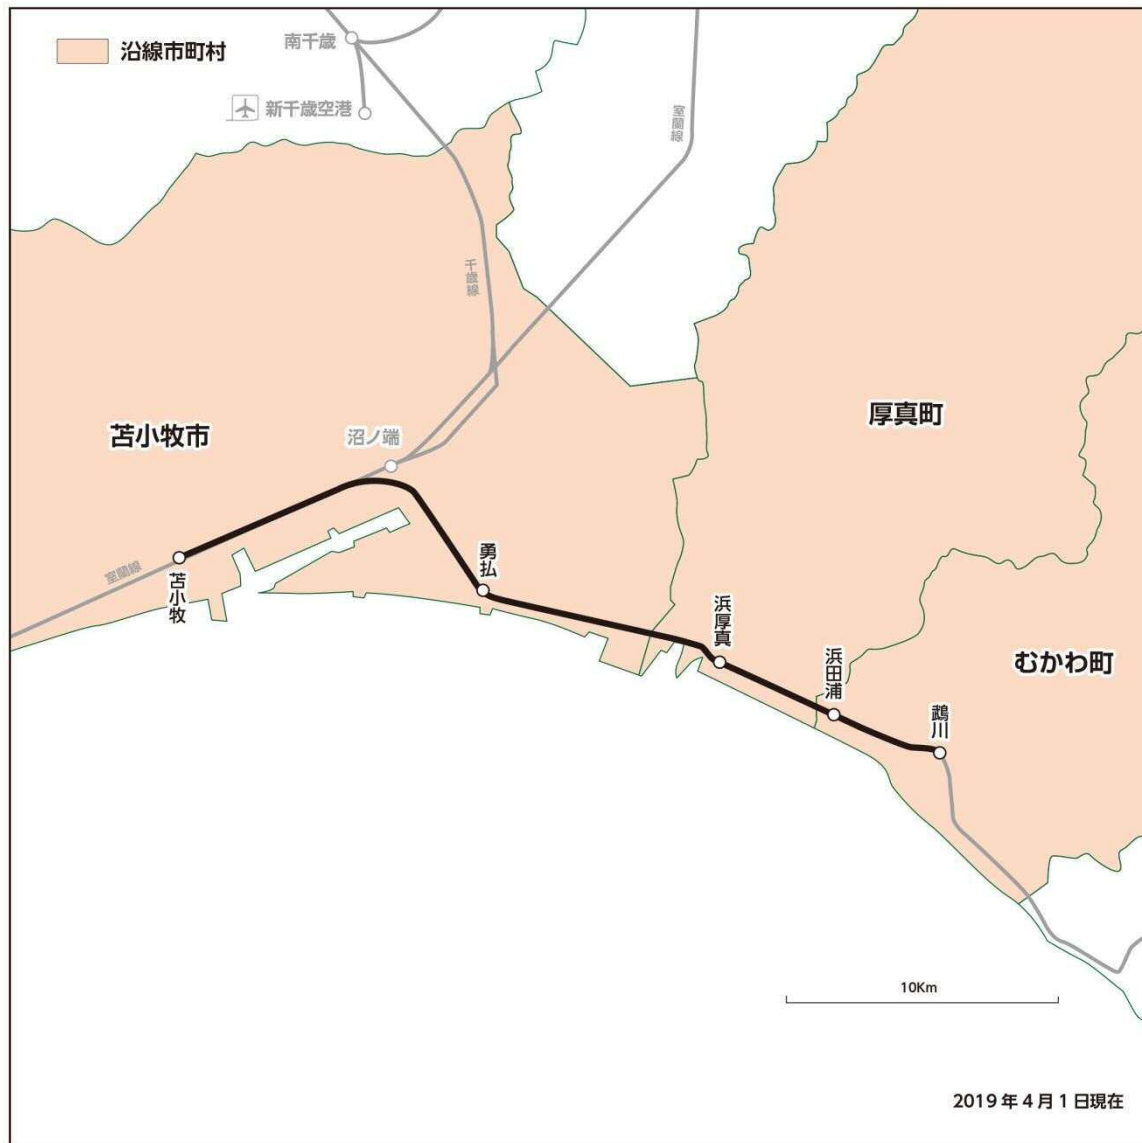 沿線市町村
南千歳
新千歳空港
室蘭線
千歳線
厚真町
苫小牧市
沼ノ端
室蘭線
苫小牧
勇払
浜厚真
浜田浦
鵡川
むかわ町
10Km
2019年4月1日現在